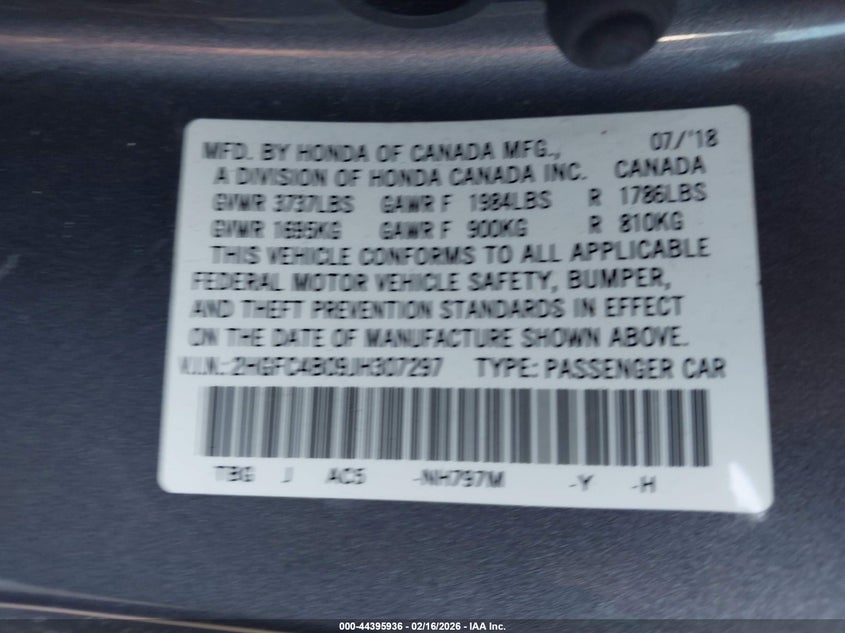 07/'18
MFD. BY HONDA OF CANADA MFG.,
A DIVISION OF HONDA CANADA INC. CANADA
GVWR 3737LBS GAWR F 1984LBS R 1786LBS
GVWR 1695KG GAWR F 900KG R 810KG
THIS VEHICLE CONFORMS TO ALL APPLICABLE
FEDERAL MOTOR VEHICLE SAFETY, BUMPER,
AND THEFT PREVENTION STANDARDS IN EFFECT
ON THE DATE OF MANUFACTURE SHOWN ABOVE.
V.I.N.: 2HGFC4B09JH307297 TYPE: PASSENGER CAR
TBG J AC5 -NH797M -Y -H
000-44395936 - 02/16/2026 - IAA Inc.